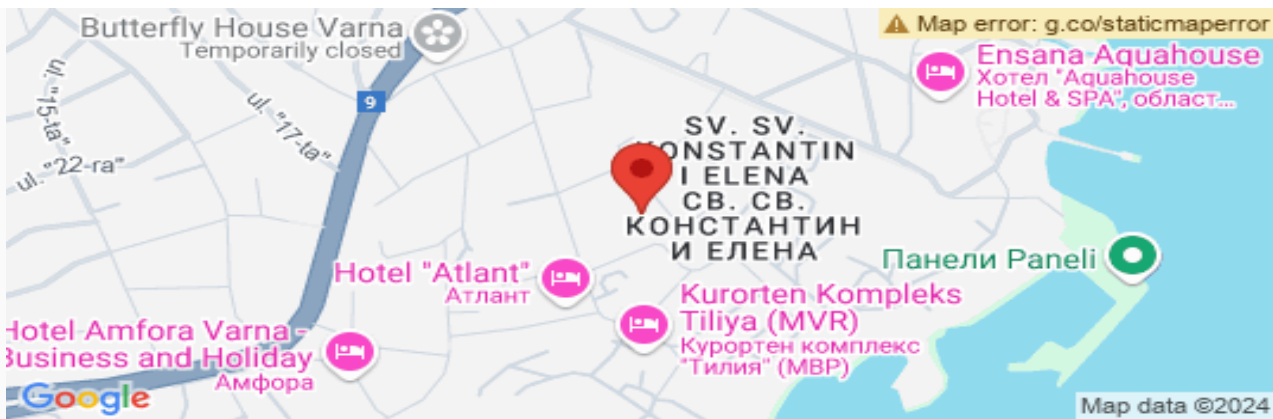 Butterfly House Varna
Temporarily closed
Map error: g.co/staticmaperror
Ensana Aquahouse
Хотел "Aquahouse
Hotel & SPA", област...
ul. "15-ta"
9
ul. "17-ta"
ul. "22-ra"
SV. SV.
KONSTANTIN
I ELENA
СВ. СВ.
КОНСТАНТИН
И ЕЛЕНА
Панели Paneli
Hotel "Atlant"
Атлант
Kurorten Kompleks
Tiliya (MVR)
Курортен комплекс
"Тилия" (МВР)
Hotel Amfora Varna -
Business and Holiday
Амфора
Google
Map data ©2024